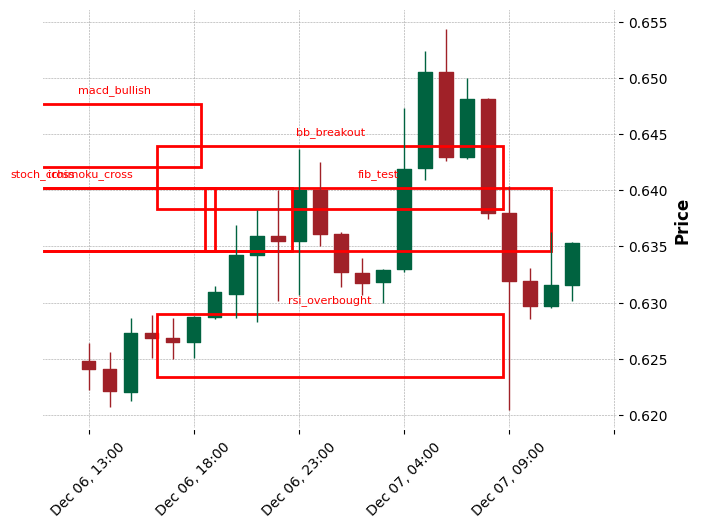 0.655
macd_bullish
0.650
bb_breakout
0.645
fib_test
0.640
rsi_overbought
0.635
0.630
0.625
0.620
Price
Dec 06, 13:00
Dec 06, 18:00
Dec 06, 23:00
Dec 07, 04:00
Dec 07, 09:00